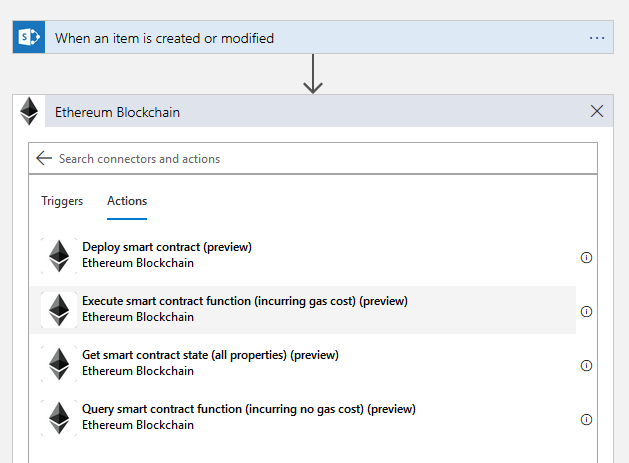 When an item is created or modified
Ethereum Blockchain
Search connectors and actions
Triggers Actions
Deploy smart contract (preview)
Ethereum Blockchain
Execute smart contract function (incurring gas cost) (preview)
Ethereum Blockchain
Get smart contract state (all properties) (preview)
Ethereum Blockchain
Query smart contract function (incurring no gas cost) (preview)
Ethereum Blockchain